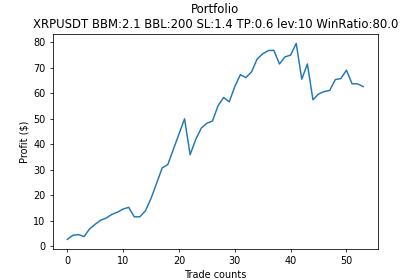 Portfolio
XRPUSDT BBM:2.1 BBL:200 SL:1.4 TP:0.6 lev:10 WinRatio:80.0
80
70
60
50
40
30
20
10
0
Profit ($)
0 10 20 30 40 50
Trade counts